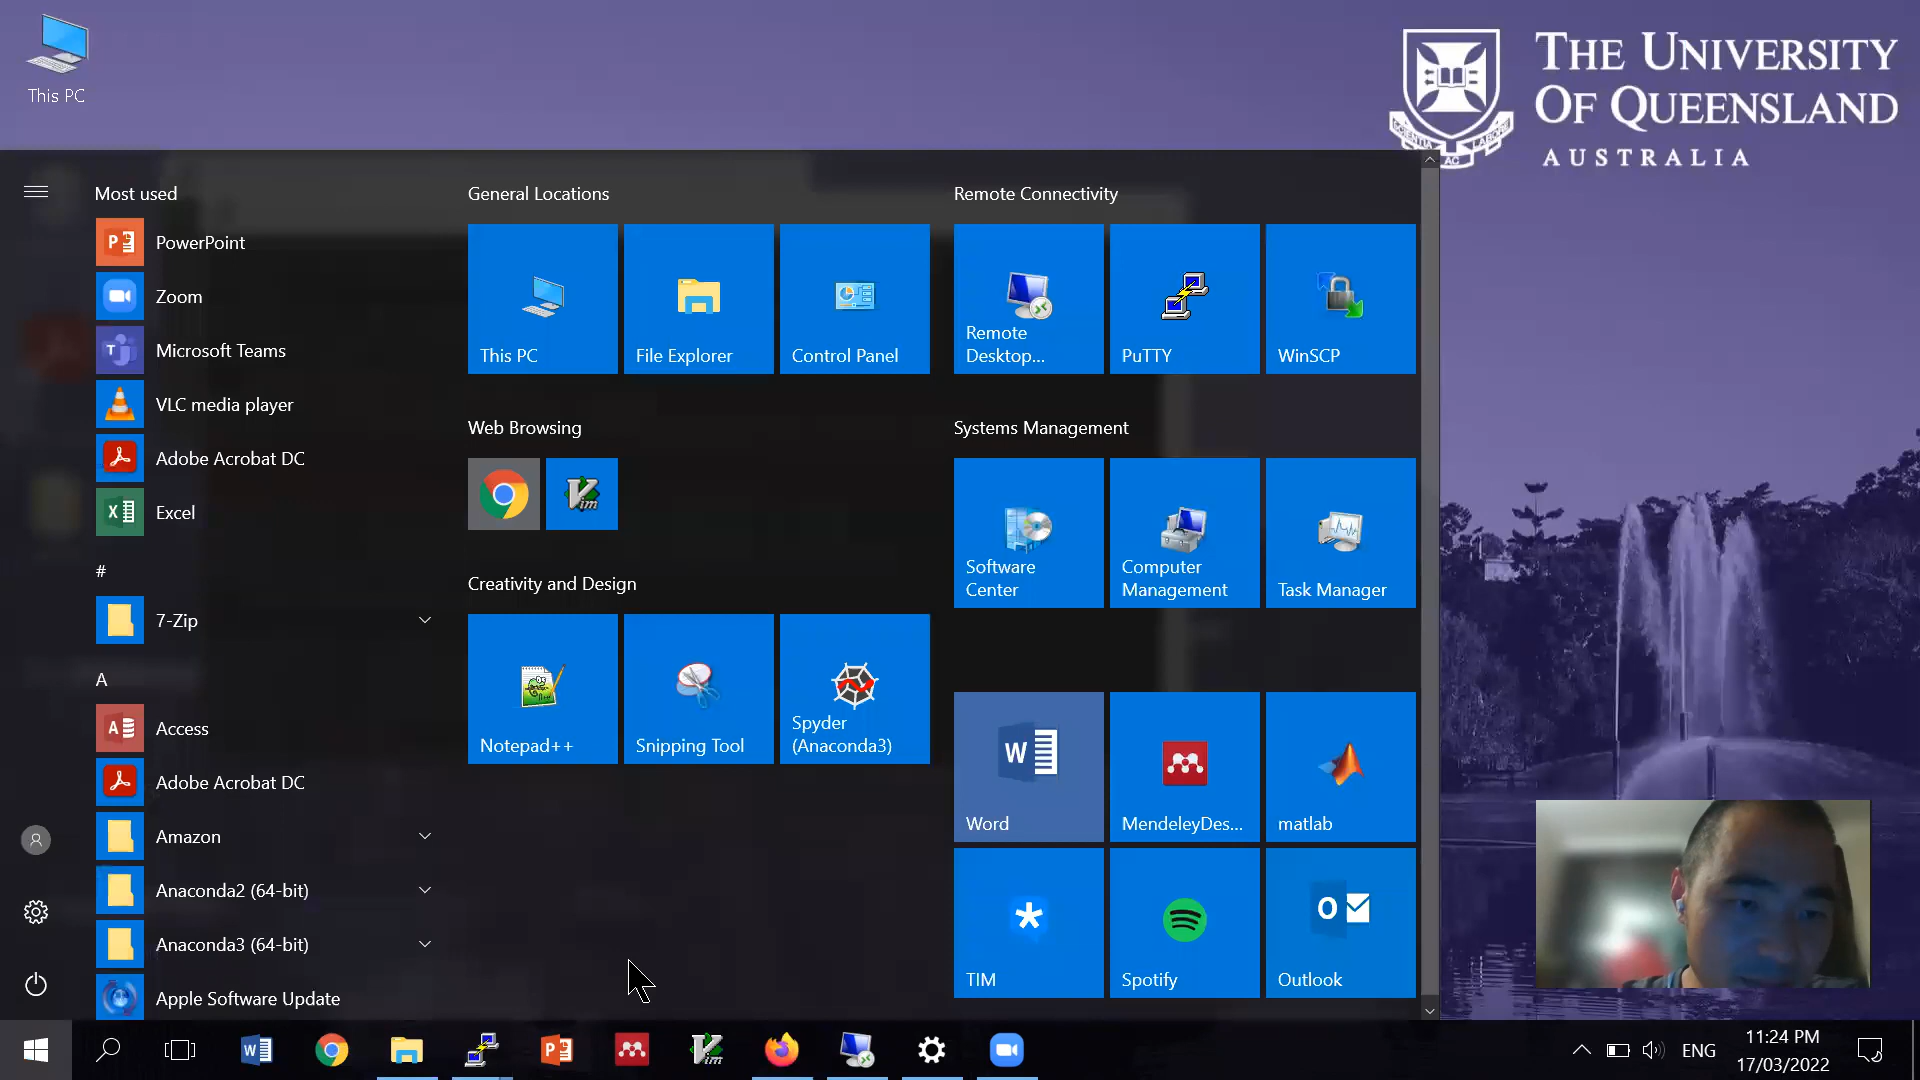 This PC
THE UNIVERSITY
OF QUEENSLAND
AUSTRALIA
Most used
PowerPoint
Zoom
Microsoft Teams
VLC media player
Adobe Acrobat DC
Excel
#
7-Zip
A
Access
Adobe Acrobat DC
Amazon
Anaconda2 (64-bit)
Anaconda3 (64-bit)
Apple Software Update
General Locations
This PC
File Explorer
Control Panel
Web Browsing
Creativity and Design
Notepad++
Snipping Tool
Spyder
(Anaconda3)
Remote Connectivity
Remote
Desktop...
PuTTY
WinSCP
Systems Management
Software
Center
Computer
Management
Task Manager
Word
MendeleyDes...
matlab
TIM
Spotify
Outlook
ENG
11:24 PM
17/03/2022